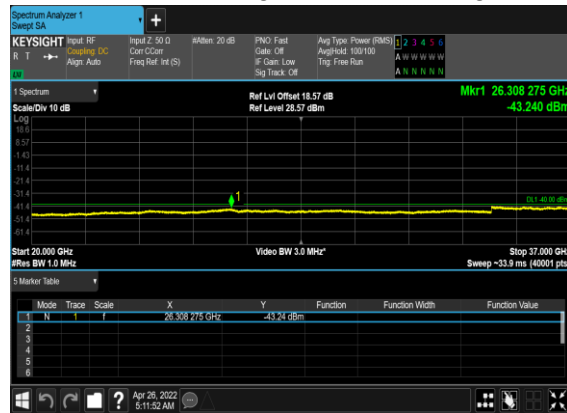 Spectrum Analyzer 1
Swept SA
KEYSIGHT Input: RF Input Z: 50 Ω #Atten: 20 dB PNO: Fast Avg Type: Power (RMS) 1 2 3 4 5 6
R T Coupling: DC Corr CCorr Gate: Off Avg|Hold: 100/100 A W W W W W
Align: Auto Freq Ref: Int (S) IF Gain: Low Trig: Free Run
Sig Track: Off A N N N N N
1 Spectrum Ref Lvl Offset 18.57 dB Mkr1 26.308 275 GHz
Scale/Div 10 dB Ref Level 28.57 dBm -43.240 dBm
Log
18.6
8.57
-1.43
-11.4
-21.4
-31.4 1
DL1 -40.00 dBm
-41.4
-51.4
-61.4
Start 20.000 GHz Video BW 3.0 MHz* Stop 37.000 GHz
#Res BW 1.0 MHz Sweep ~33.9 ms (40001 pts)
5 Marker Table
Mode Trace Scale X Y Function Function Width Function Value
1 N 1 f 26.308 275 GHz -43.24 dBm
2
3
4
5
6
? Apr 26, 2022
5:11:52 AM